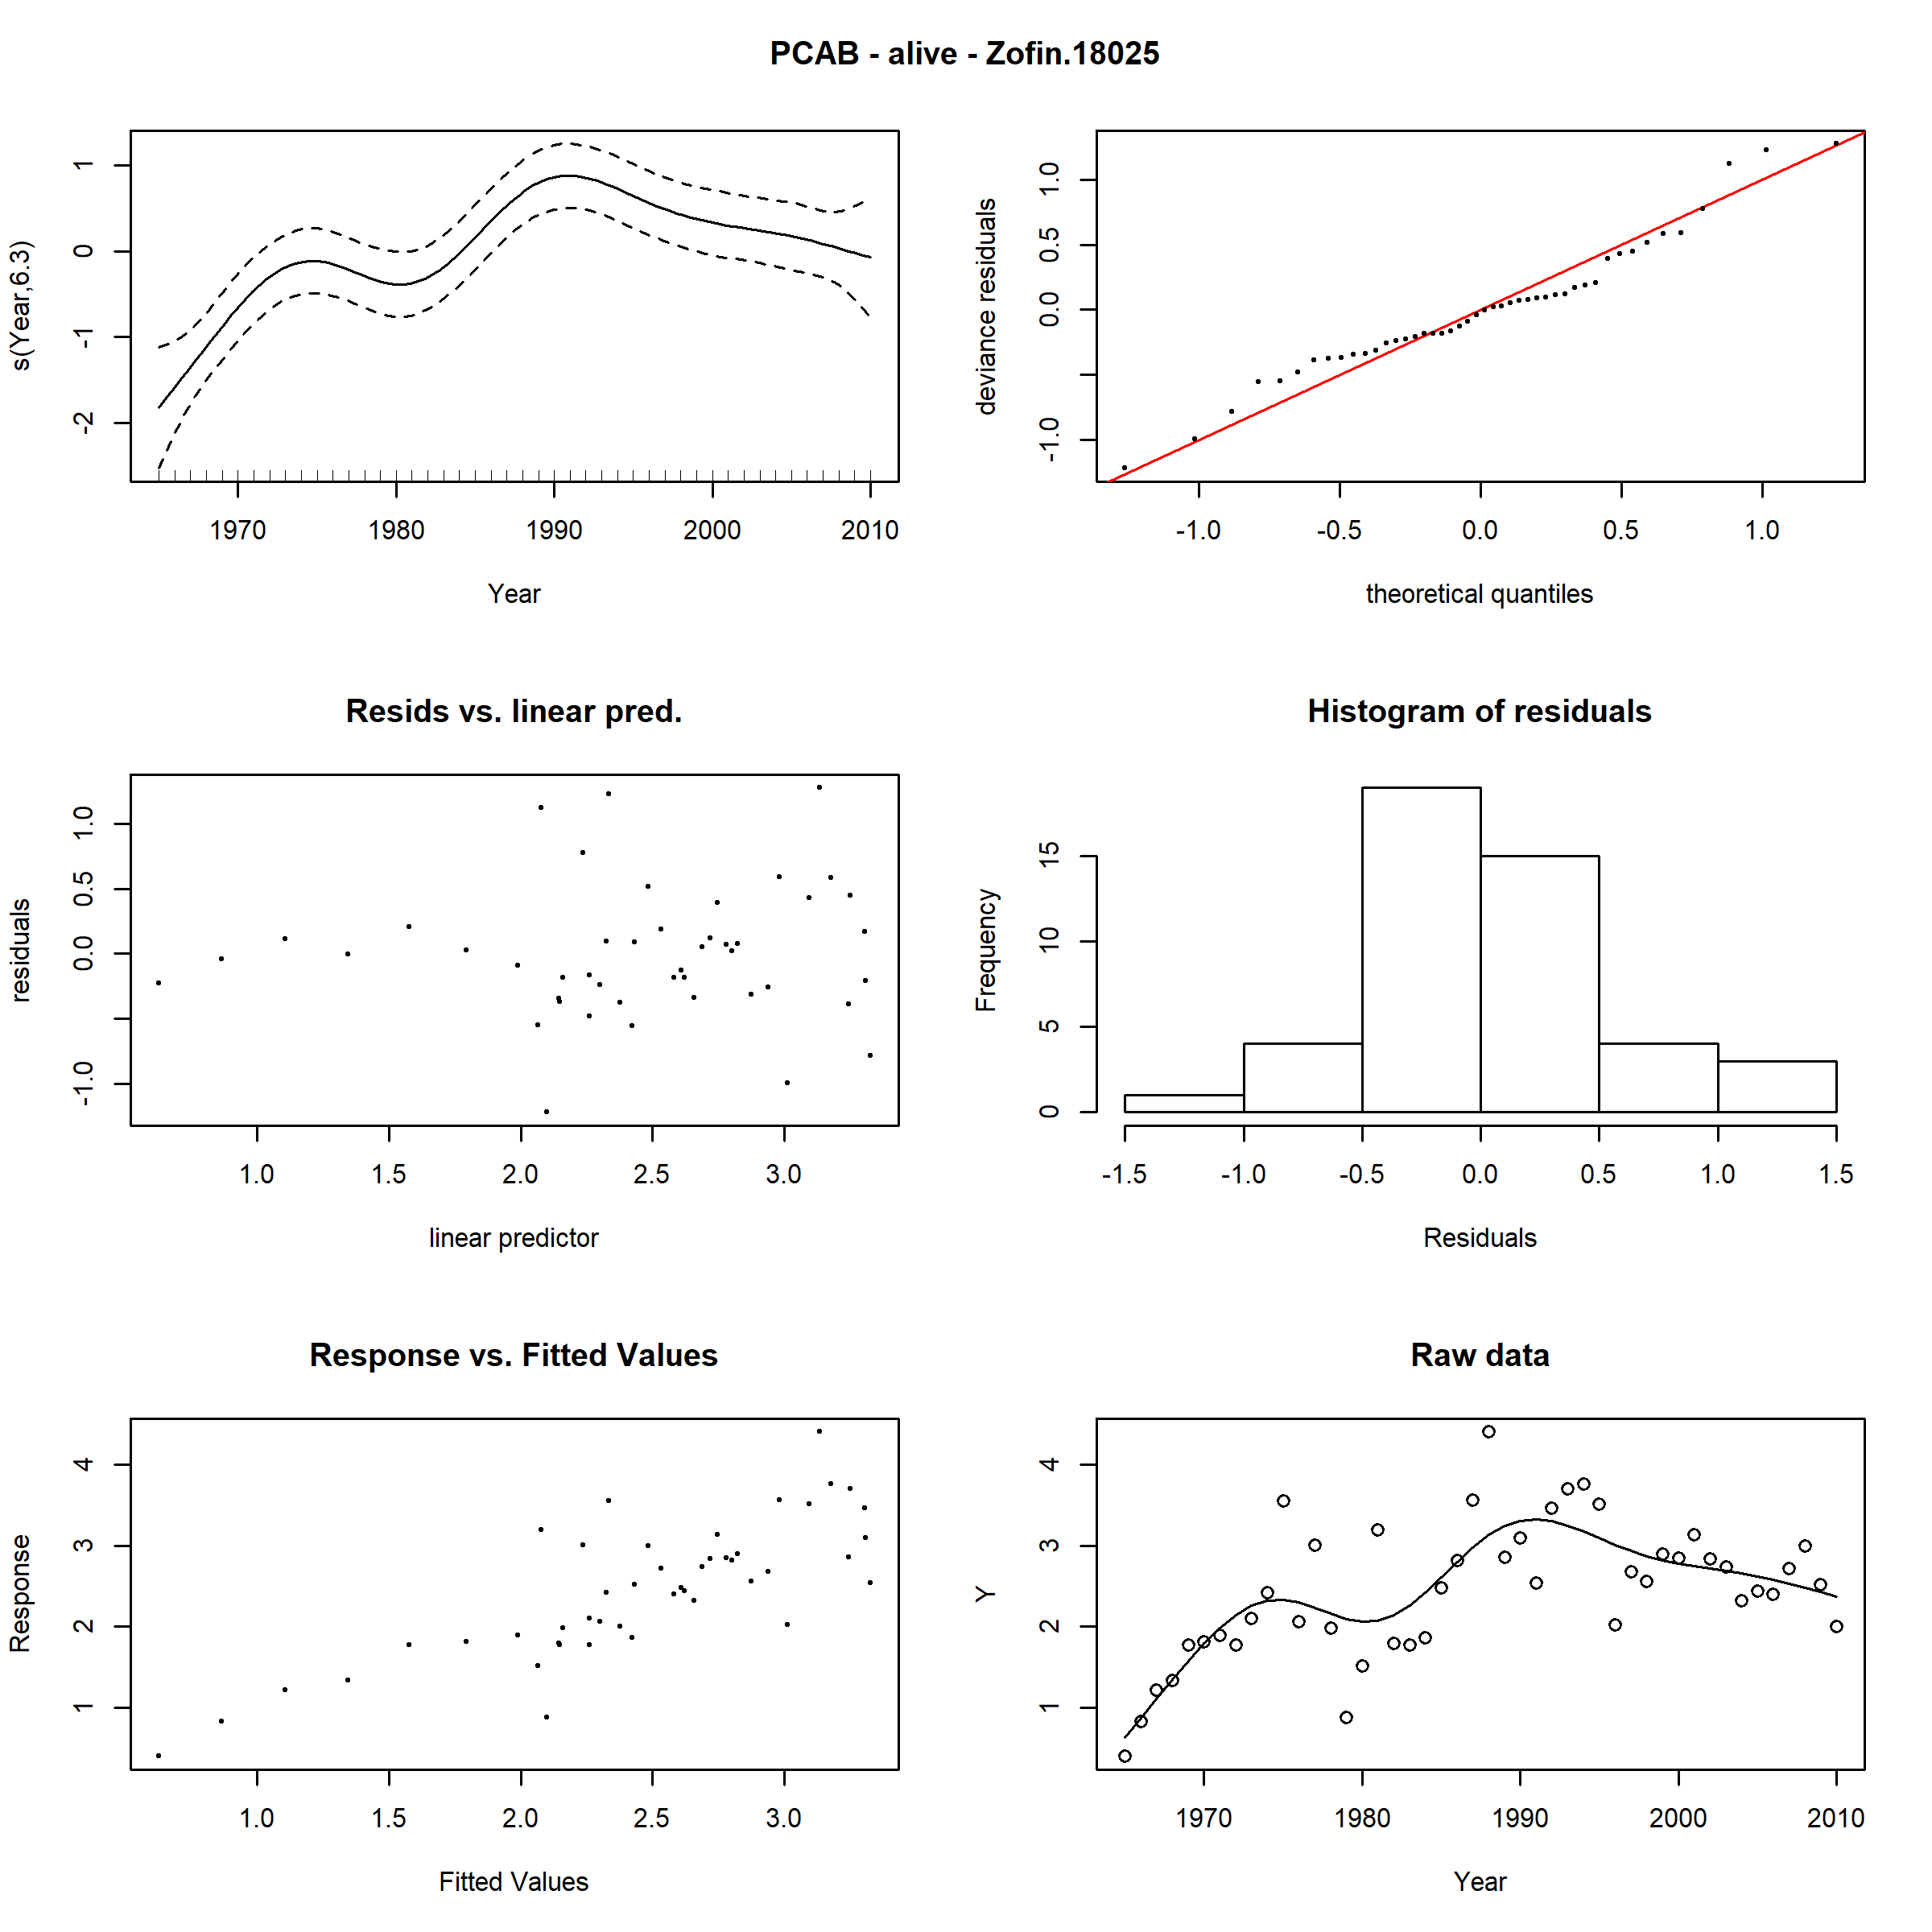 PCAB - alive - Zofin.18025
s(Year,6.3)
1
0
-1
-2
1970 1980 1990 2000 2010
Year
deviance residuals
1.0
0.5
0.0
-1.0
-1.0 -0.5 0.0 0.5 1.0
theoretical quantiles
Resids vs. linear pred.
residuals
1.0
0.5
0.0
-1.0
1.0 1.5 2.0 2.5 3.0
linear predictor
Histogram of residuals
Frequency
15
10
5
0
-1.5 -1.0 -0.5 0.0 0.5 1.0 1.5
Residuals
Response vs. Fitted Values
Response
4
3
2
1
1.0 1.5 2.0 2.5 3.0
Fitted Values
Raw data
Y
4
3
2
1
1970 1980 1990 2000 2010
Year